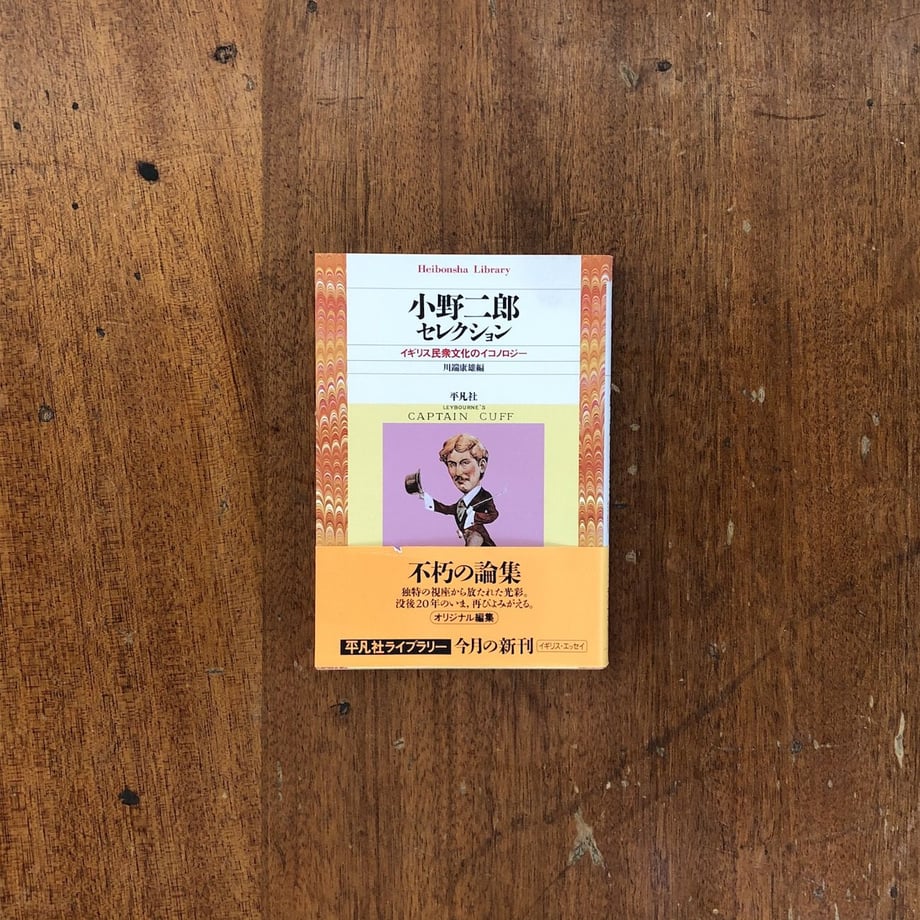 Heibonsha Library
小野二郎
セレクション
イギリス民衆文化のイコノロジー
川端康雄編
平凡社
LEYBOURNE'S
CAPTAIN CUFF
不朽の論集
独特の視座から放たれた光彩。
没後20年のいま、再びよみがえる。
オリジナル編集
平凡社ライブラリー 今月の新刊 イギリス・エッセイ